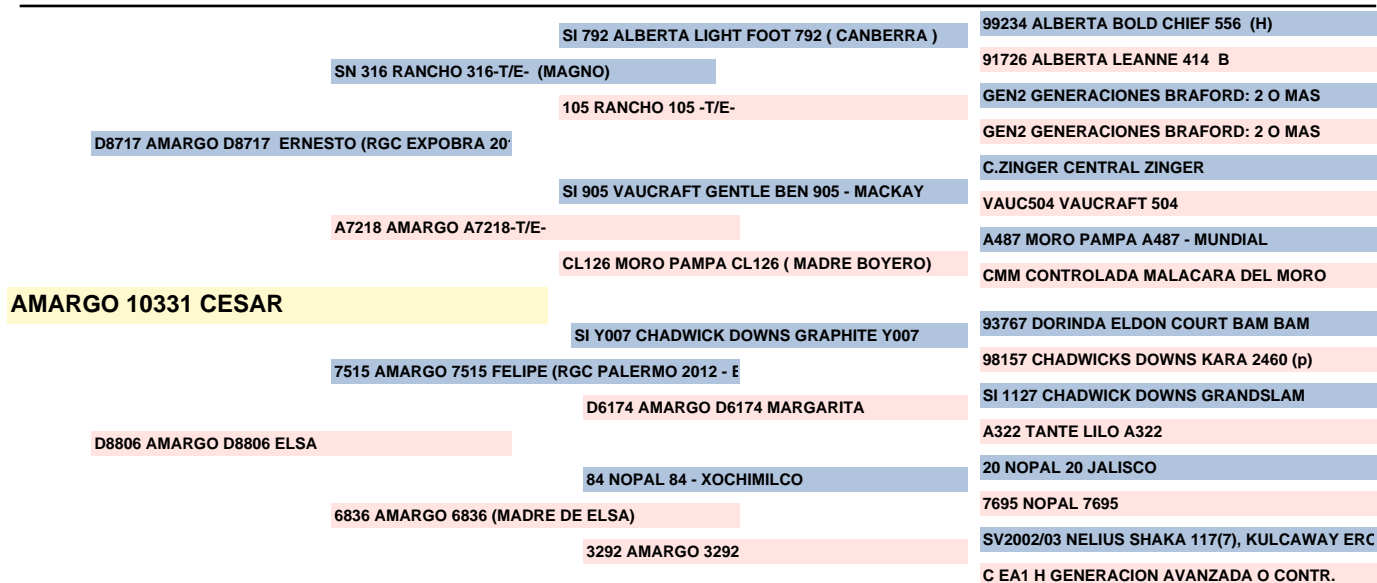 99234 ALBERTA BOLD CHIEF 556 (H)
SI 792 ALBERTA LIGHT FOOT 792 ( CANBERRA )
91726 ALBERTA LEANNE 414 B
SN 316 RANCHO 316-T/E- (MAGNO)
GEN2 GENERACIONES BRAFORD: 2 O MAS
105 RANCHO 105 -T/E-
GEN2 GENERACIONES BRAFORD: 2 O MAS
D8717 AMARGO D8717 ERNESTO (RGC EXPOBRA 20
C.ZINGER CENTRAL ZINGER
SI 905 VAUCRAFT GENTLE BEN 905 - MACKAY
VAUC504 VAUCRAFT 504
A7218 AMARGO A7218-T/E-
A487 MORO PAMPA A487 - MUNDIAL
CL126 MORO PAMPA CL126 ( MADRE BOYERO)
CMM CONTROLADA MALACARA DEL MORO
AMARGO 10331 CESAR
93767 DORINDA ELDON COURT BAM BAM
SI Y007 CHADWICK DOWNS GRAPHITE Y007
98157 CHADWICKS DOWNS KARA 2460 (p)
7515 AMARGO 7515 FELIPE (RGC PALERMO 2012 -
SI 1127 CHADWICK DOWNS GRANDSLAM
D6174 AMARGO D6174 MARGARITA
A322 TANTE LILO A322
D8806 AMARGO D8806 ELSA
20 NOPAL 20 JALISCO
84 NOPAL 84 - XOCHIMILCO
7695 NOPAL 7695
6836 AMARGO 6836 (MADRE DE ELSA)
SV2002/03 NELIUS SHAKA 117(7), KULCAWAY
3292 AMARGO 3292
C EA1 H GENERACION AVANZADA O CONTR.